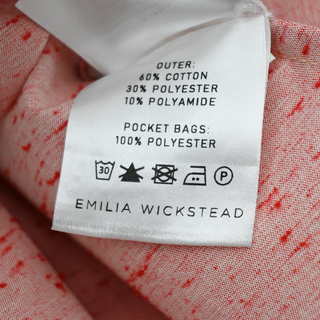 OUTER:
60% COTTON
30% POLYESTER
10% POLYAMIDE
POCKET BAGS:
100% POLYESTER
30 P
EMILIA WICKSTEAD